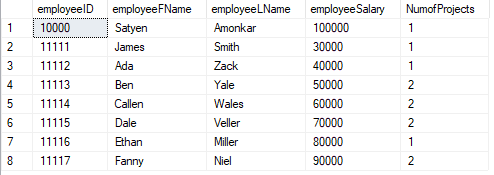 employeeID employeeFName employeeLName employeeSalary NumofProjects
1 10000 Satyen Amonkar 100000 1
2 11111 James Smith 30000 1
3 11112 Ada Zack 40000 1
4 11113 Ben Yale 50000 2
5 11114 Callen Wales 60000 2
6 11115 Dale Veller 70000 2
7 11116 Ethan Miller 80000 1
8 11117 Fanny Niel 90000 2